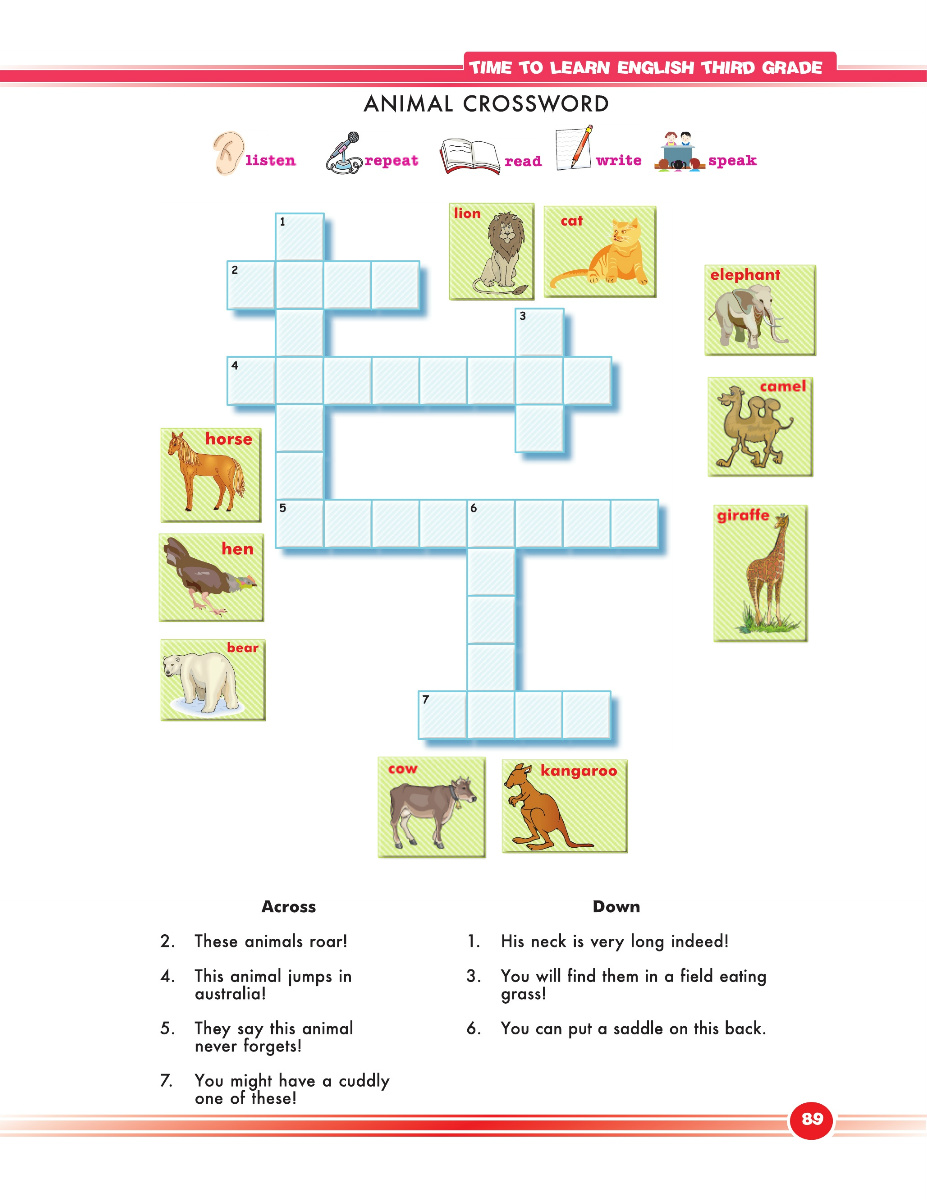 TIME TO LEARN ENGLISH THIRD GRADE
ANIMAL CROSSWORD
listen repeat read write speak
lion
cat
elephant
camel
giraffe
horse
hen
bear
cow
kangaroo
1
2
3
4
5
6
7
Across
2. These animals roar!
4. This animal jumps in
australia!
5. They say this animal
never forgets!
7. You might have a cuddly
one of these!
Down
1. His neck is very long indeed!
3. You will find them in a field eating
grass!
6. You can put a saddle on this back.
89